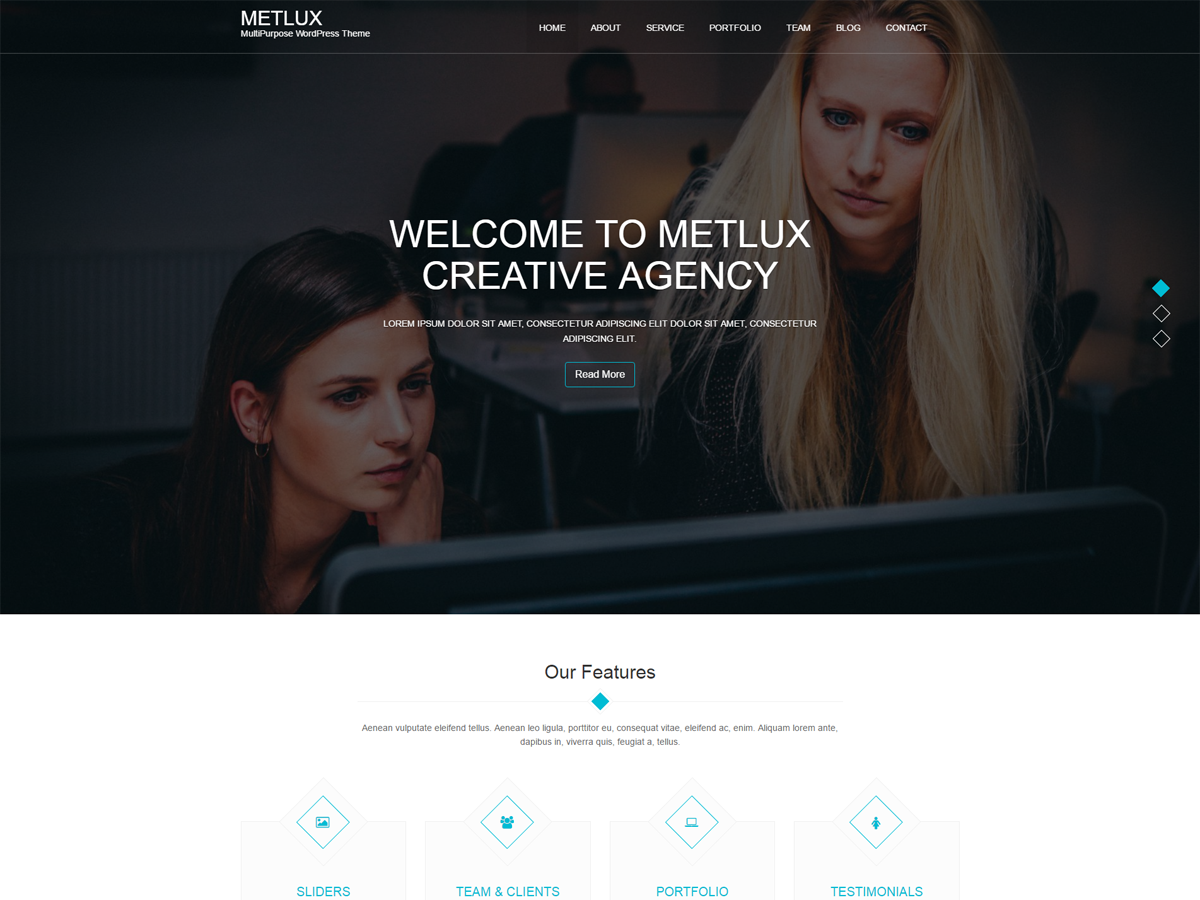 METLUX
MultiPurpose WordPress Theme
HOME ABOUT SERVICE PORTFOLIO TEAM BLOG CONTACT
WELCOME TO METLUX
CREATIVE AGENCY
LOREM IPSUM DOLOR SIT AMET, CONSECTETUR ADIPISCING ELIT DOLOR SIT AMET, CONSECTETUR
ADIPISCING ELIT.
Read More
Our Features
Aenean vulputate eleifend tellus. Aenean leo ligula, porttitor eu, consequat vitae, eleifend ac, enim. Aliquam lorem ante,
dapibus in, viverra quis, feugiat a, tellus.
SLIDERS
TEAM & CLIENTS
PORTFOLIO
TESTIMONIALS